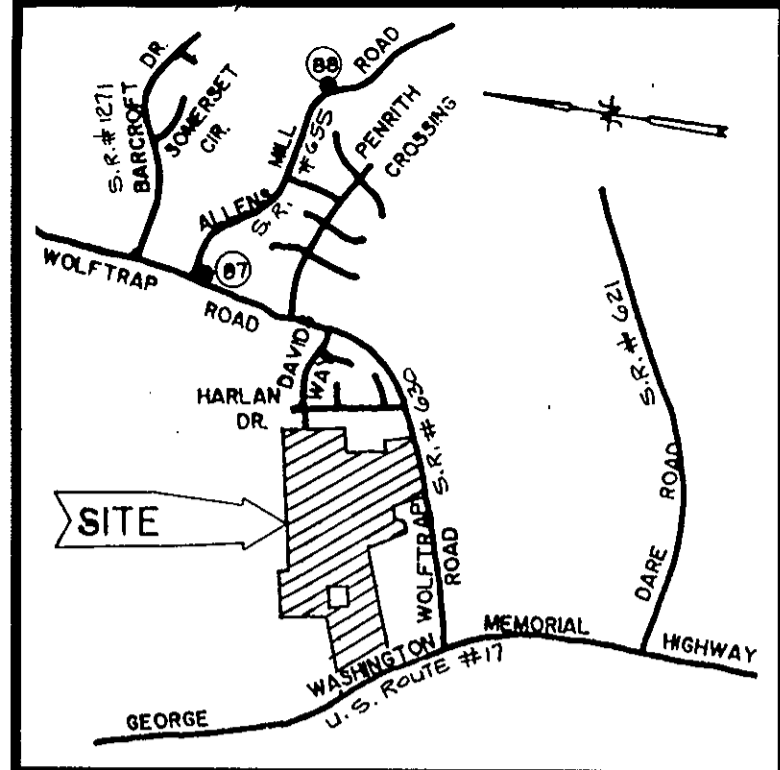 S.R. # 1271
BARCROFT DR.
SOMERSET
CIR.
88
ALLENS MILL ROAD
S.R. #655
PENRITH
CROSSING
WOLFTRAP ROAD
87
DAVIDS WAY
HARLAN
DR.
S.R. # 630
WOLFTRAP
ROAD
SITE
S.R. # 621
DARE ROAD
GEORGE WASHINGTON MEMORIAL HIGHWAY
U.S. ROUTE #17